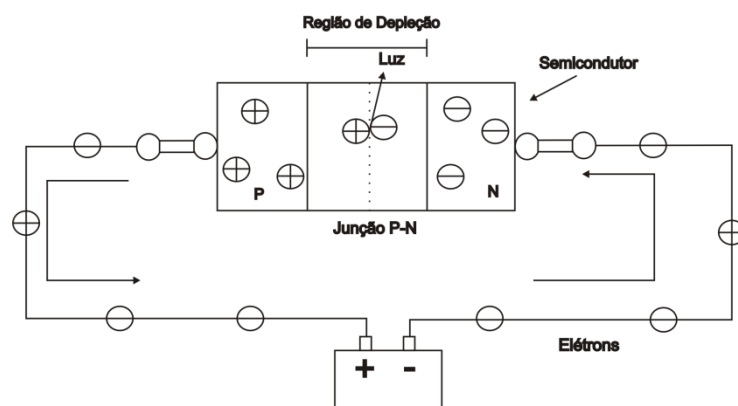 Região de Depleção
Luz
Semicondutor
P
N
Junção P-N
Elétrons
+ -